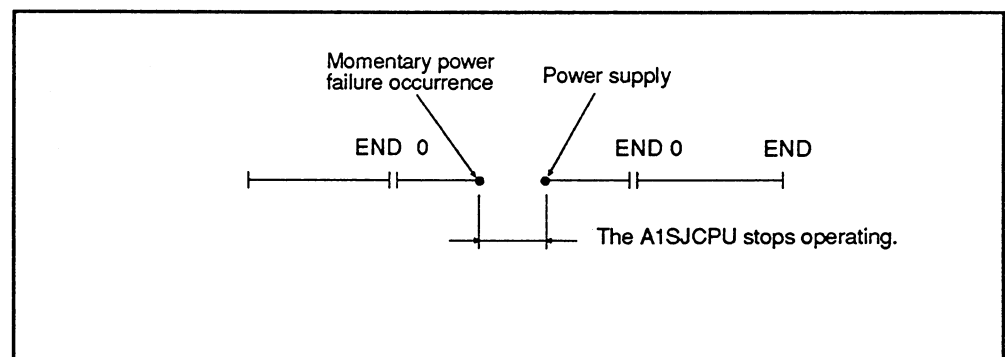 Momentary power
failure occurrence
Power supply
END 0
END 0
END
The A1SJCPU stops operating.